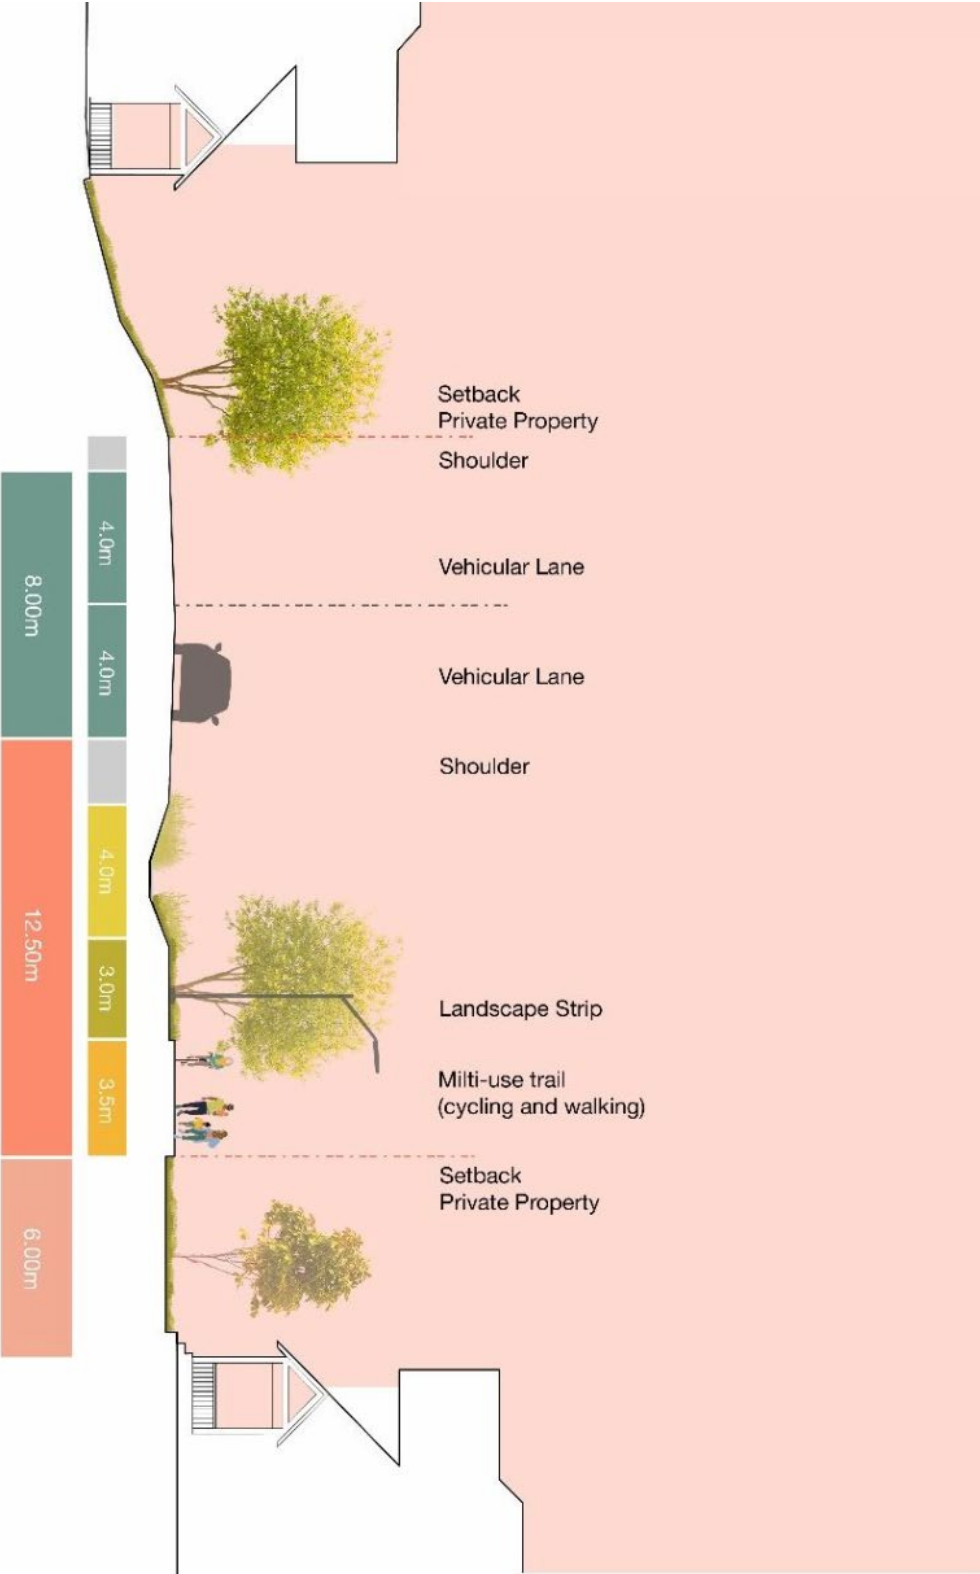 Setback
Private Property
Shoulder
Vehicular Lane
Vehicular Lane
Shoulder
Landscape Strip
Milti-use trail
(cycling and walking)
Setback
Private Property
4.0m
4.0m
4.0m
3.0m
3.5m
8.00m
12.50m
6.00m